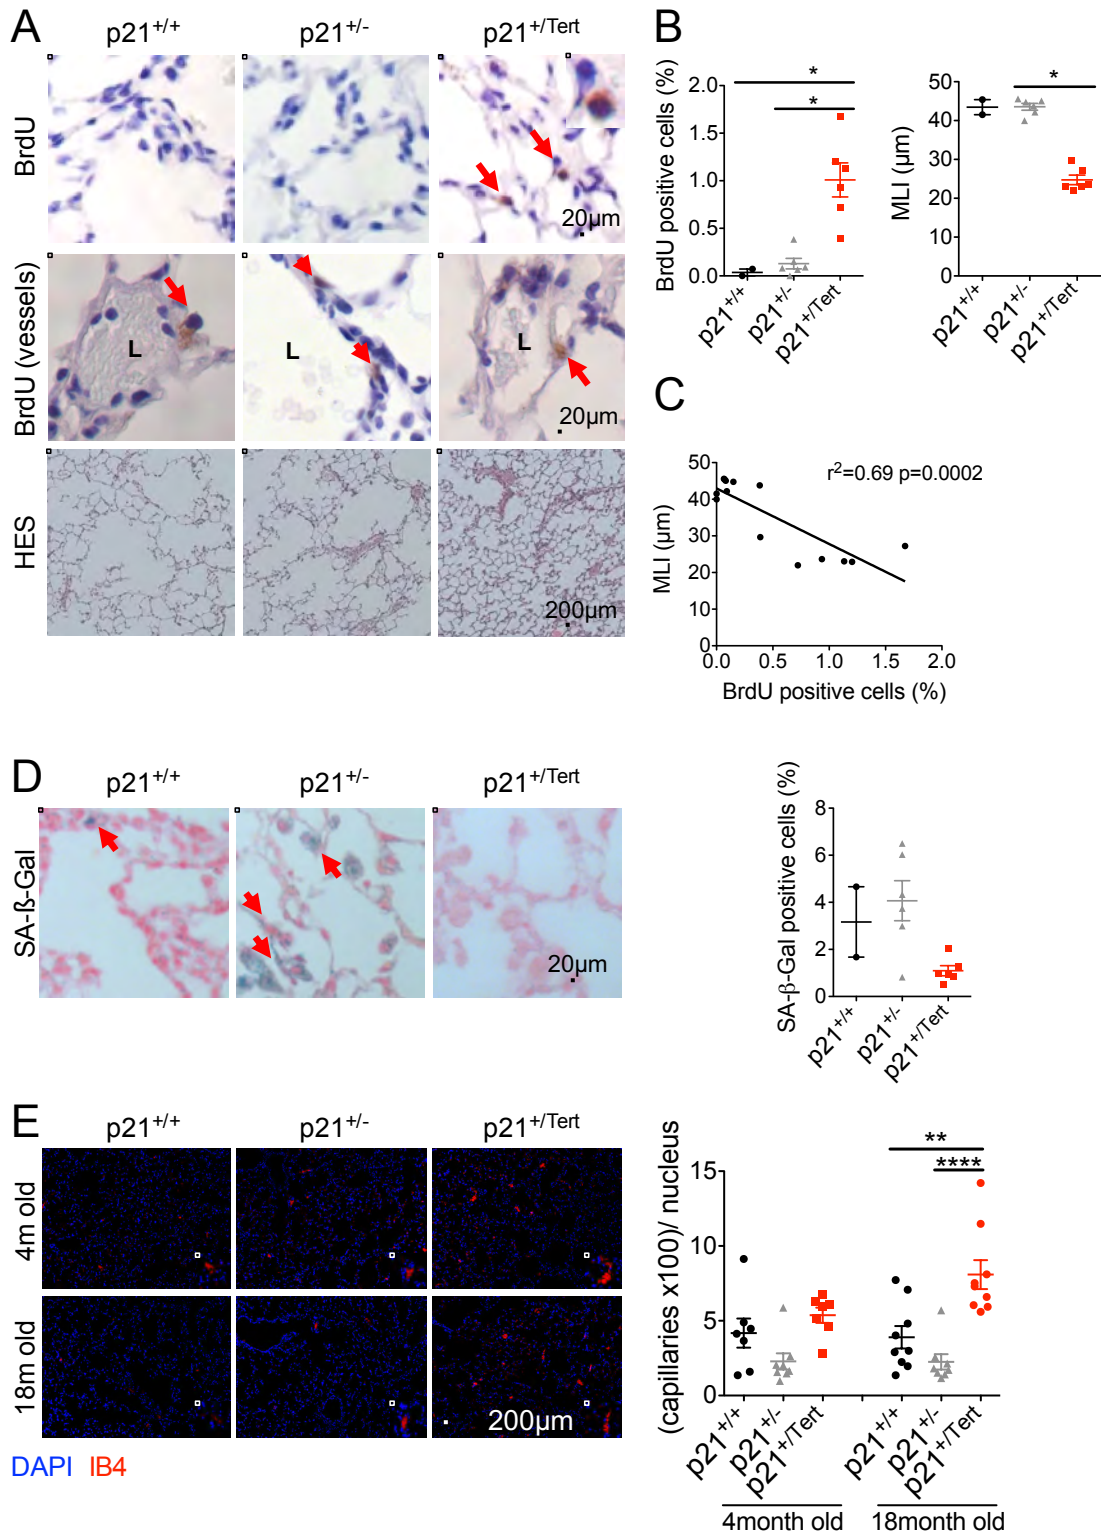 A
p21+/+
p21+/-
p21+/Tert
BrdU
20µm
BrdU (vessels)
L
L
L
20µm
HES
200µm
B
BrdU positive cells (%)
2.0
1.5
1.0
0.5
0.0
*
*
p21+/+
p21+/-
p21+/Tert
MLI (µm)
50
40
30
20
10
0
*
p21+/+
p21+/-
p21+/Tert
C
MLI (µm)
50
40
30
20
10
0
r2=0.69 p=0.0002
0.0 0.5 1.0 1.5 2.0
BrdU positive cells (%)
D
p21+/+
p21+/-
p21+/Tert
SA-ß-Gal
20µm
SA-β-Gal positive cells (%)
8
6
4
2
0
p21+/+
p21+/-
p21+/Tert
E
p21+/+
p21+/-
p21+/Tert
4m old
18m old
200µm
DAPI IB4
(capillaries x100)/ nucleus
15
10
5
0
**
****
p21+/+
p21+/-
p21+/Tert
p21+/+
p21+/-
p21+/Tert
4month old
18month old